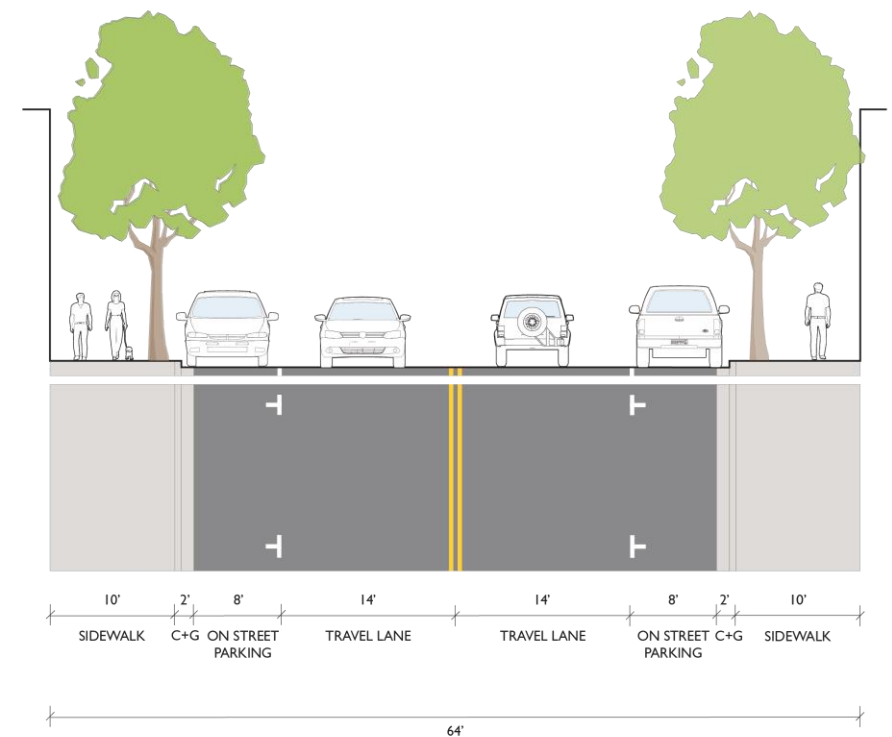 10' 2' 8' 14' 14' 8' 2' 10'
SIDEWALK C+G ON STREET TRAVEL LANE TRAVEL LANE ON STREET C+G SIDEWALK
PARKING PARKING
64'